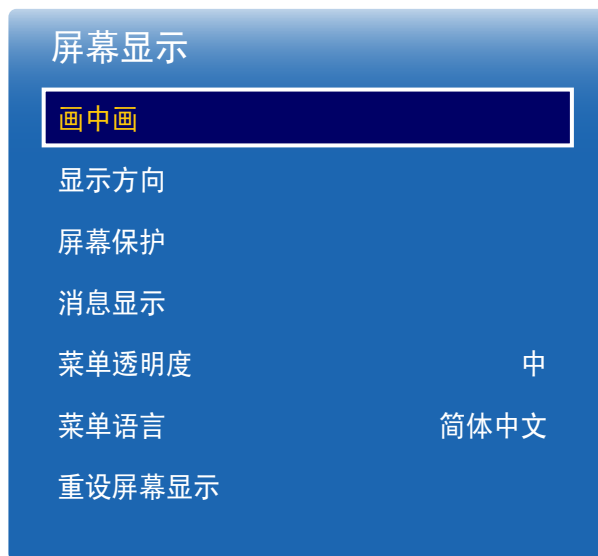 屏幕显示
画中画
显示方向
屏幕保护
消息显示
菜单透明度 中
菜单语言 简体中文
重设屏幕显示